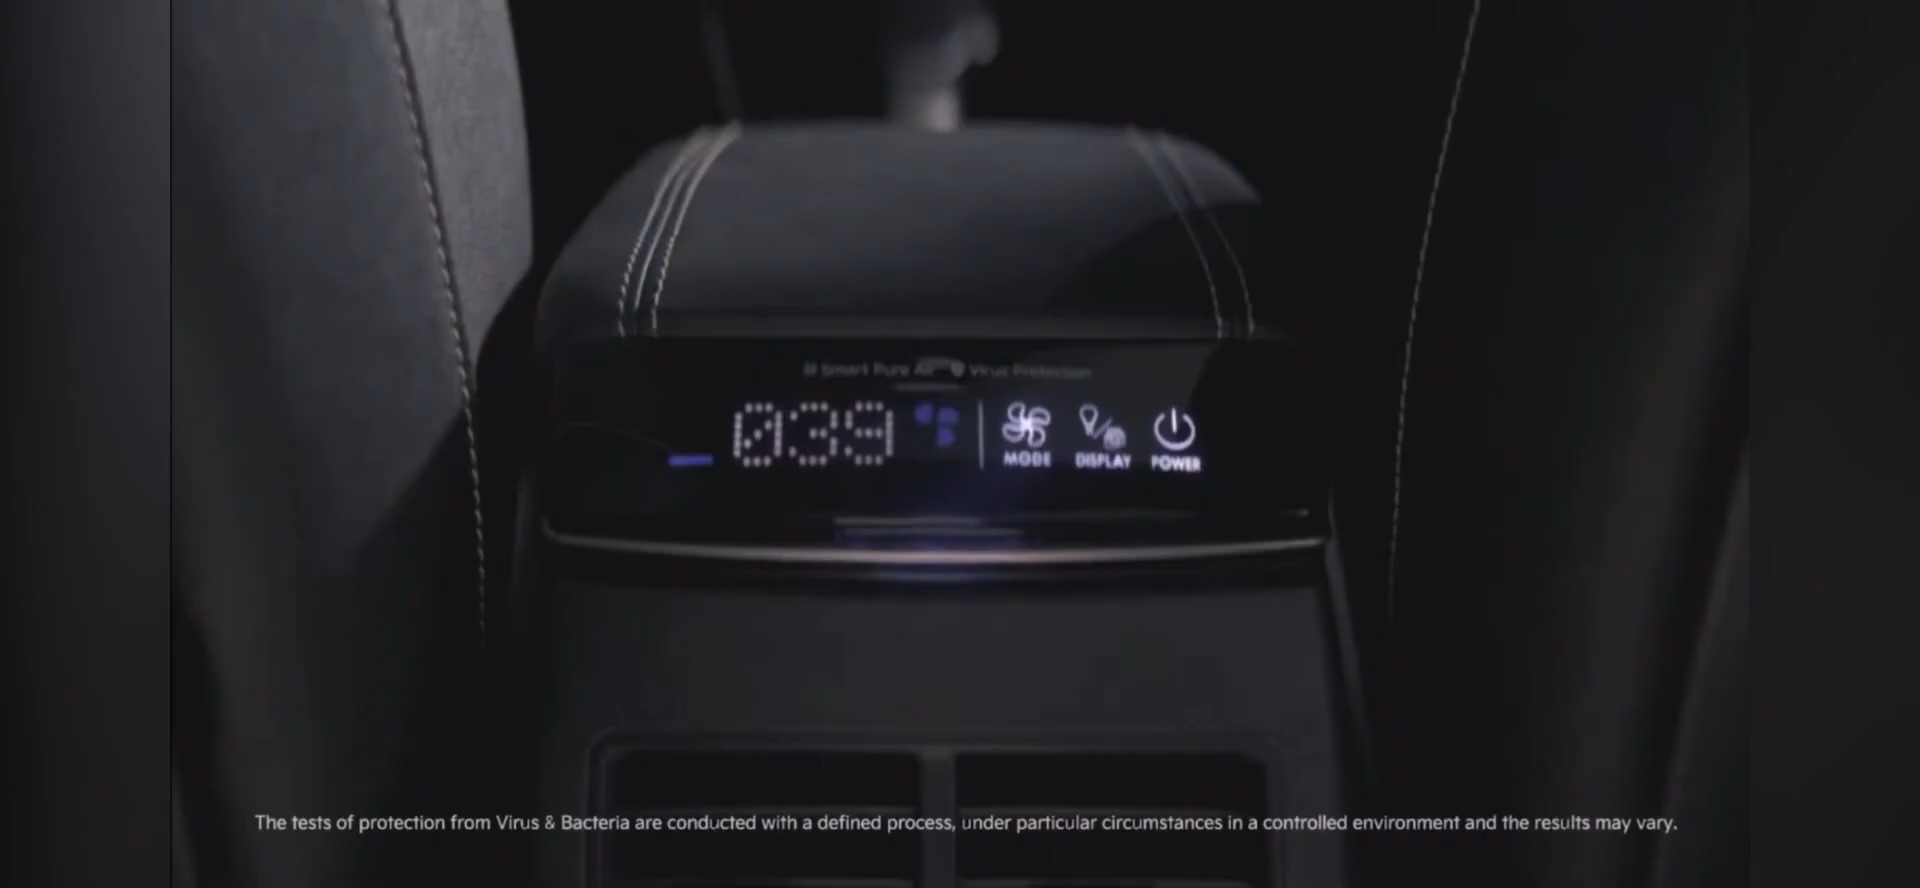 Smart Pure Air Virus Protection
039
MODE DISPLAY POWER
The tests of protection from Virus & Bacteria are conducted with a defined process, under particular circumstances in a controlled environment and the results may vary.